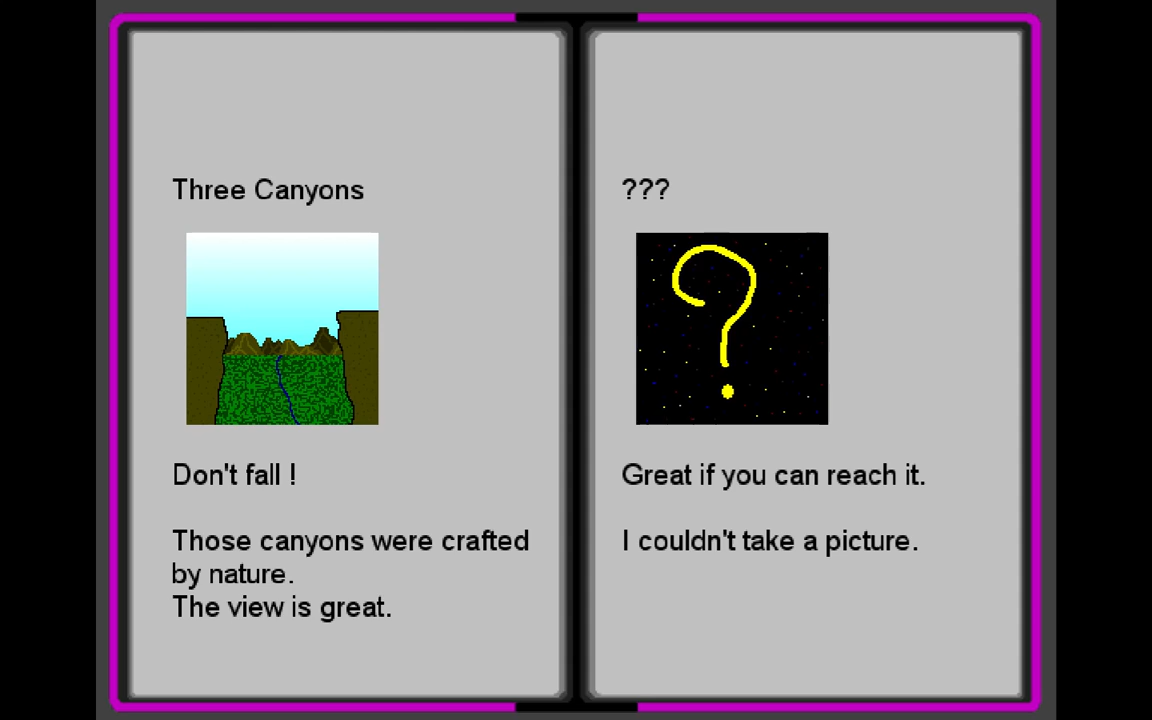 Three Canyons
Don't fall !
Those canyons were crafted
by nature.
The view is great.
???
Great if you can reach it.
I couldn't take a picture.